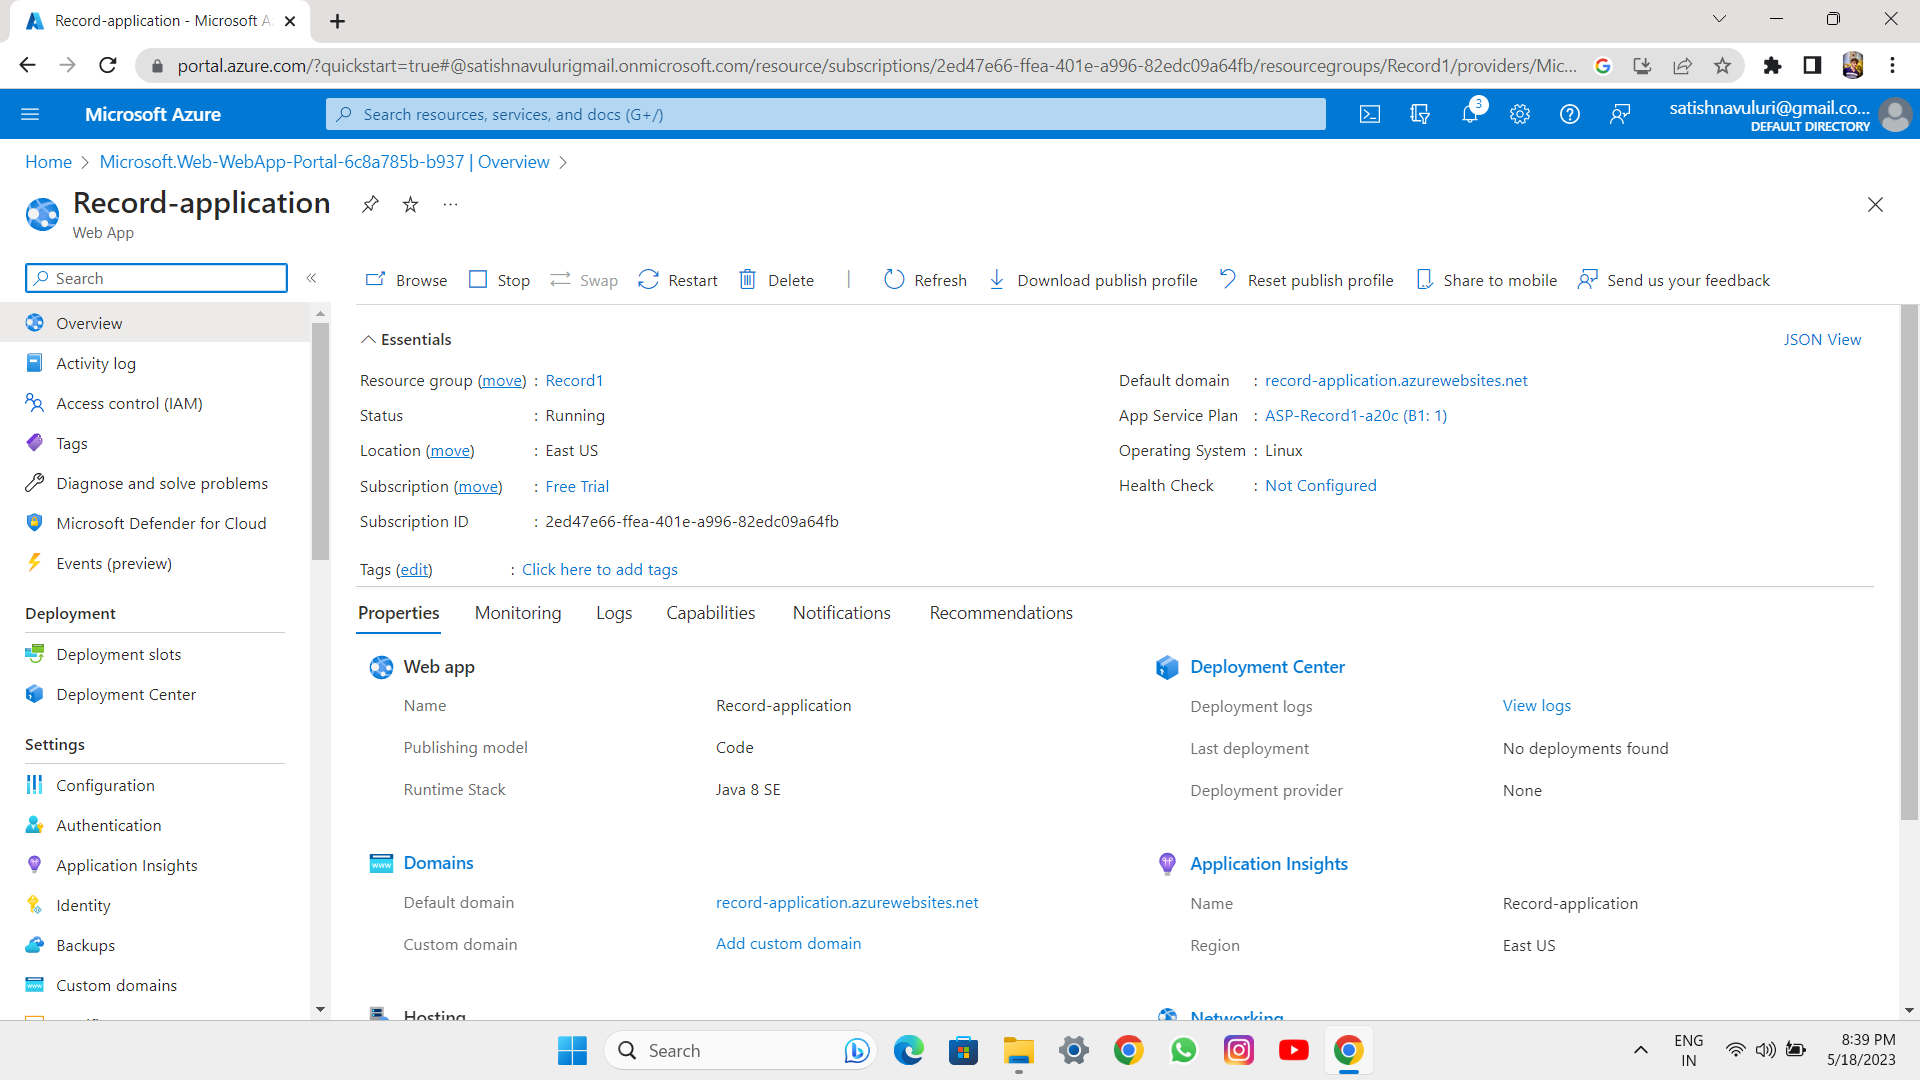 Record-application - Microsoft A
portal.azure.com/?quickstart=true#@satishnavulurigmail.onmicrosoft.com/resource/subscriptions/2ed47e66-ffea-401e-a996-82edc09a64fb/resourcegroups/Record1/providers/Mic...
Microsoft Azure
Search resources, services, and docs (G+/)
3
satishnavuluri@gmail.co...
DEFAULT DIRECTORY
Home > Microsoft.Web-WebApp-Portal-6c8a785b-b937 | Overview >
Record-application
Web App
Search
Browse Stop Swap Restart Delete | Refresh Download publish profile Reset publish profile Share to mobile Send us your feedback
Overview
Activity log
Access control (IAM)
Tags
Diagnose and solve problems
Microsoft Defender for Cloud
Events (preview)
Deployment
Deployment slots
Deployment Center
Settings
Configuration
Authentication
Application Insights
Identity
Backups
Custom domains
Essentials
JSON View
Resource group (move) : Record1
Status : Running
Location (move) : East US
Subscription (move) : Free Trial
Subscription ID : 2ed47e66-ffea-401e-a996-82edc09a64fb
Default domain : record-application.azurewebsites.net
App Service Plan : ASP-Record1-a20c (B1: 1)
Operating System : Linux
Health Check : Not Configured
Tags (edit) : Click here to add tags
Properties Monitoring Logs Capabilities Notifications Recommendations
Web app
Name Record-application
Publishing model Code
Runtime Stack Java 8 SE
Deployment Center
Deployment logs View logs
Last deployment No deployments found
Deployment provider None
Domains
Default domain record-application.azurewebsites.net
Custom domain Add custom domain
Application Insights
Name Record-application
Region East US
Hosting
Networking
Search
ENG
IN
8:39 PM
5/18/2023